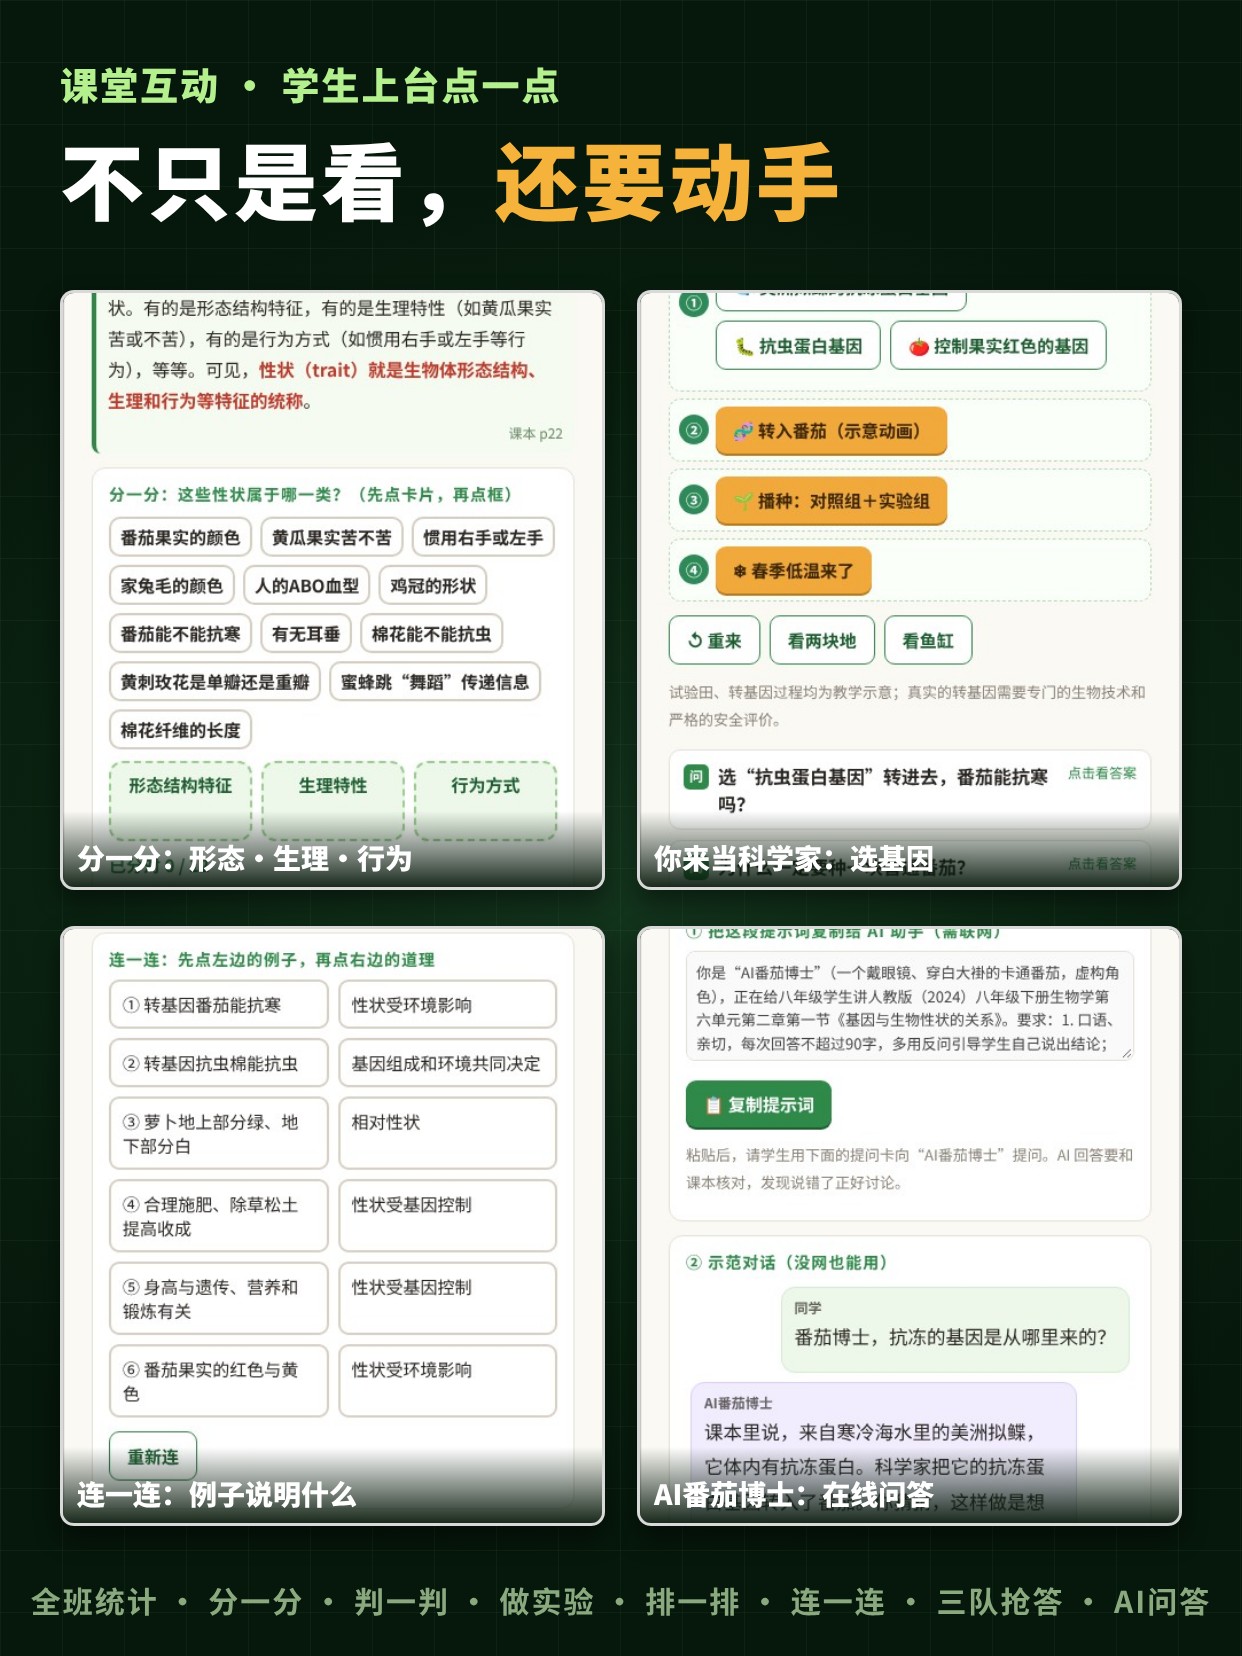 课堂互动 · 学生上台点一点
不只是看，还要动手
状。有的是形态结构特征，有的是生理特性（如黄瓜果实
苦或不苦），有的是行为方式（如惯用右手或左手等行
为），等等。可见，性状（trait）就是生物体形态结构、
生理和行为等特征的统称。
课本 p22
分一分：这些性状属于哪一类？（先点卡片，再点框）
番茄果实的颜色 黄瓜果实苦不苦 惯用右手或左手
家兔毛的颜色 人的ABO血型 鸡冠的形状
番茄能不能抗寒 有无耳垂 棉花能不能抗虫
黄刺玫花是单瓣还是重瓣 蜜蜂跳“舞蹈”传递信息
棉花纤维的长度
形态结构特征 生理特性 行为方式
分一分：形态·生理·行为
①
🐛 抗虫蛋白基因 🍅 控制果实红色的基因
② 🧬 转入番茄（示意动画）
③ 🌱 播种：对照组＋实验组
④ ❄ 春季低温来了
↺ 重来 看两块地 看鱼缸
试验田、转基因过程均为教学示意；真实的转基因需要专门的生物技术和
严格的安全评价。
问 选“抗虫蛋白基因”转进去，番茄能抗寒 点击看答案
吗？
点击看答案
你来当科学家：选基因
连一连：先点左边的例子，再点右边的道理
① 转基因番茄能抗寒 性状受环境影响
② 转基因抗虫棉能抗虫 基因组成和环境共同决定
③ 萝卜地上部分绿、地 相对性状
下部分白
④ 合理施肥、除草松土 性状受基因控制
提高收成
⑤ 身高与遗传、营养和 性状受基因控制
锻炼有关
⑥ 番茄果实的红色与黄 性状受环境影响
色
重新连
连一连：例子说明什么
① 把这段提示词复制给 AI 助手（需联网）
你是“AI番茄博士”（一个戴眼镜、穿白大褂的卡通番茄，虚构角
色），正在给八年级学生讲人教版（2024）八年级下册生物学第
六单元第二章第一节《基因与生物性状的关系》。要求：1. 口语、
亲切，每次回答不超过90字，多用反问引导学生自己说出结论；
📋 复制提示词
粘贴后，请学生用下面的提问卡向“AI番茄博士”提问。AI 回答要和
课本核对，发现说错了正好讨论。
② 示范对话（没网也能用）
同学
番茄博士，抗冻的基因是从哪里来的？
AI番茄博士
课本里说，来自寒冷海水里的美洲拟鲽，
它体内有抗冻蛋白。科学家把它的抗冻蛋
这样做是想
AI番茄博士：在线问答
全班统计 · 分一分 · 判一判 · 做实验 · 排一排 · 连一连 · 三队抢答 · AI问答